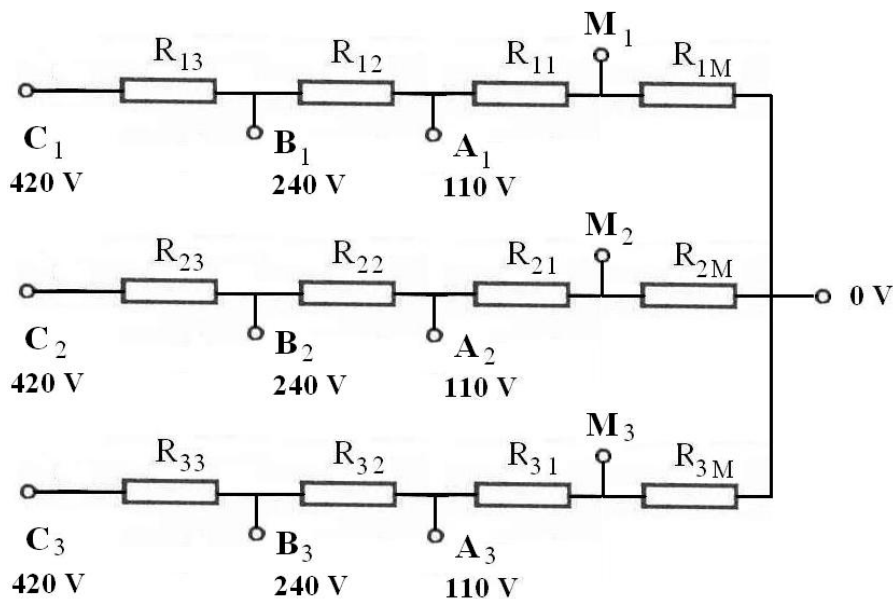 M₁
R₁₃ R₁₂ R₁₁ R₁M
C₁ B₁ A₁
420 V 240 V 110 V
M₂
R₂₃ R₂₂ R₂₁ R₂M
0 V
C₂ B₂ A₂
420 V 240 V 110 V
M₃
R₃₃ R₃₂ R₃₁ R₃M
C₃ B₃ A₃
420 V 240 V 110 V